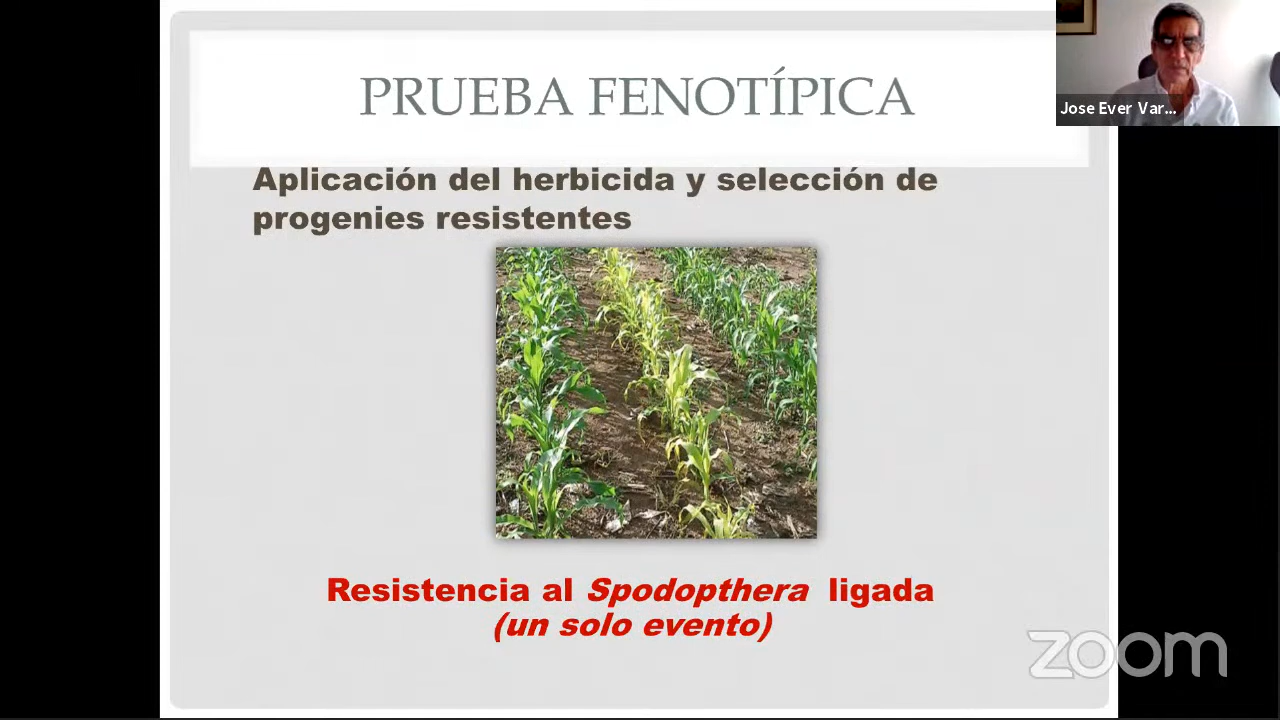 PRUEBA FENOTÍPICA
Jose Ever Var...
Aplicación del herbicida y selección de
progenies resistentes
Resistencia al Spodopthera ligada
(un solo evento)
zoom